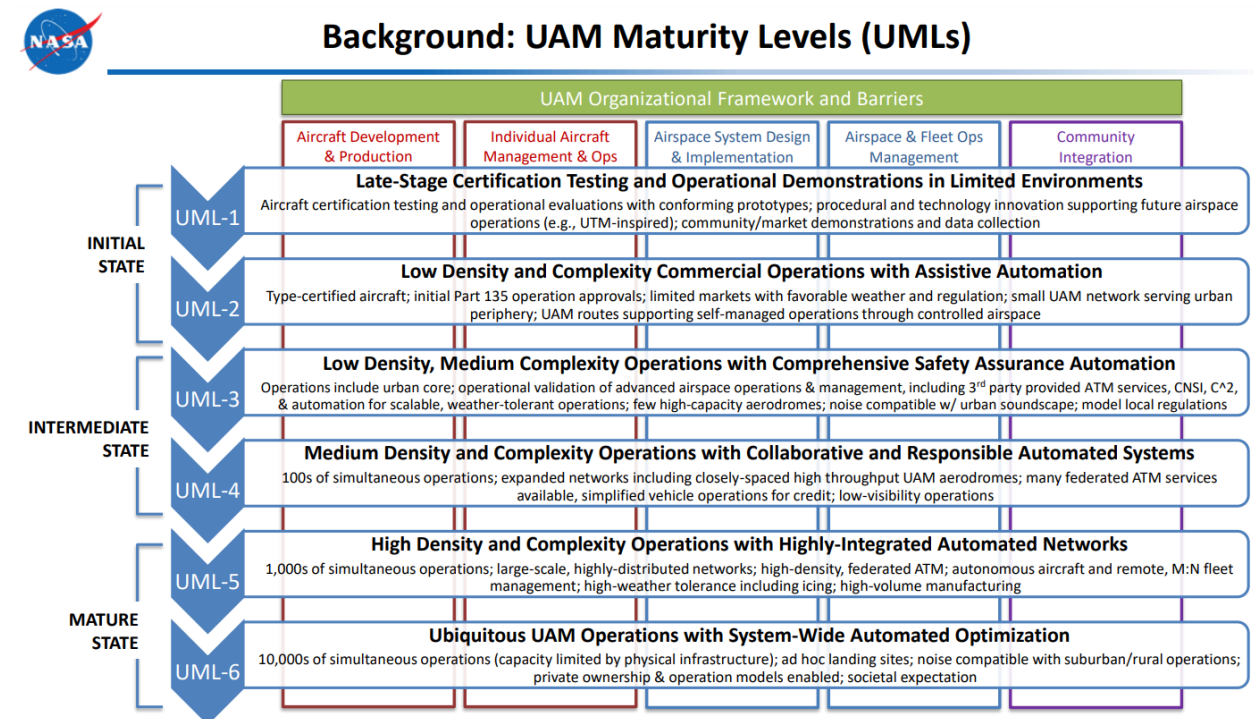 NASA
Background: UAM Maturity Levels (UMLs)
UAM Organizational Framework and Barriers
Aircraft Development
& Production
Individual Aircraft
Management & Ops
Airspace System Design
& Implementation
Airspace & Fleet Ops
Management
Community
Integration
INITIAL
STATE
UML-1
Late-Stage Certification Testing and Operational Demonstrations in Limited Environments
Aircraft certification testing and operational evaluations with conforming prototypes; procedural and technology innovation supporting future airspace
operations (e.g., UTM-inspired); community/market demonstrations and data collection
UML-2
Low Density and Complexity Commercial Operations with Assistive Automation
Type-certified aircraft; initial Part 135 operation approvals; limited markets with favorable weather and regulation; small UAM network serving urban
periphery; UAM routes supporting self-managed operations through controlled airspace
INTERMEDIATE
STATE
UML-3
Low Density, Medium Complexity Operations with Comprehensive Safety Assurance Automation
Operations include urban core; operational validation of advanced airspace operations & management, including 3rd party provided ATM services, CNSI, C^2,
& automation for scalable, weather-tolerant operations; few high-capacity aerodromes; noise compatible w/ urban soundscape; model local regulations
UML-4
Medium Density and Complexity Operations with Collaborative and Responsible Automated Systems
100s of simultaneous operations; expanded networks including closely-spaced high throughput UAM aerodromes; many federated ATM services
available, simplified vehicle operations for credit; low-visibility operations
MATURE
STATE
UML-5
High Density and Complexity Operations with Highly-Integrated Automated Networks
1,000s of simultaneous operations; large-scale, highly-distributed networks; high-density, federated ATM; autonomous aircraft and remote, M:N fleet
management; high-weather tolerance including icing; high-volume manufacturing
UML-6
Ubiquitous UAM Operations with System-Wide Automated Optimization
10,000s of simultaneous operations (capacity limited by physical infrastructure); ad hoc landing sites; noise compatible with suburban/rural operations;
private ownership & operation models enabled; societal expectation